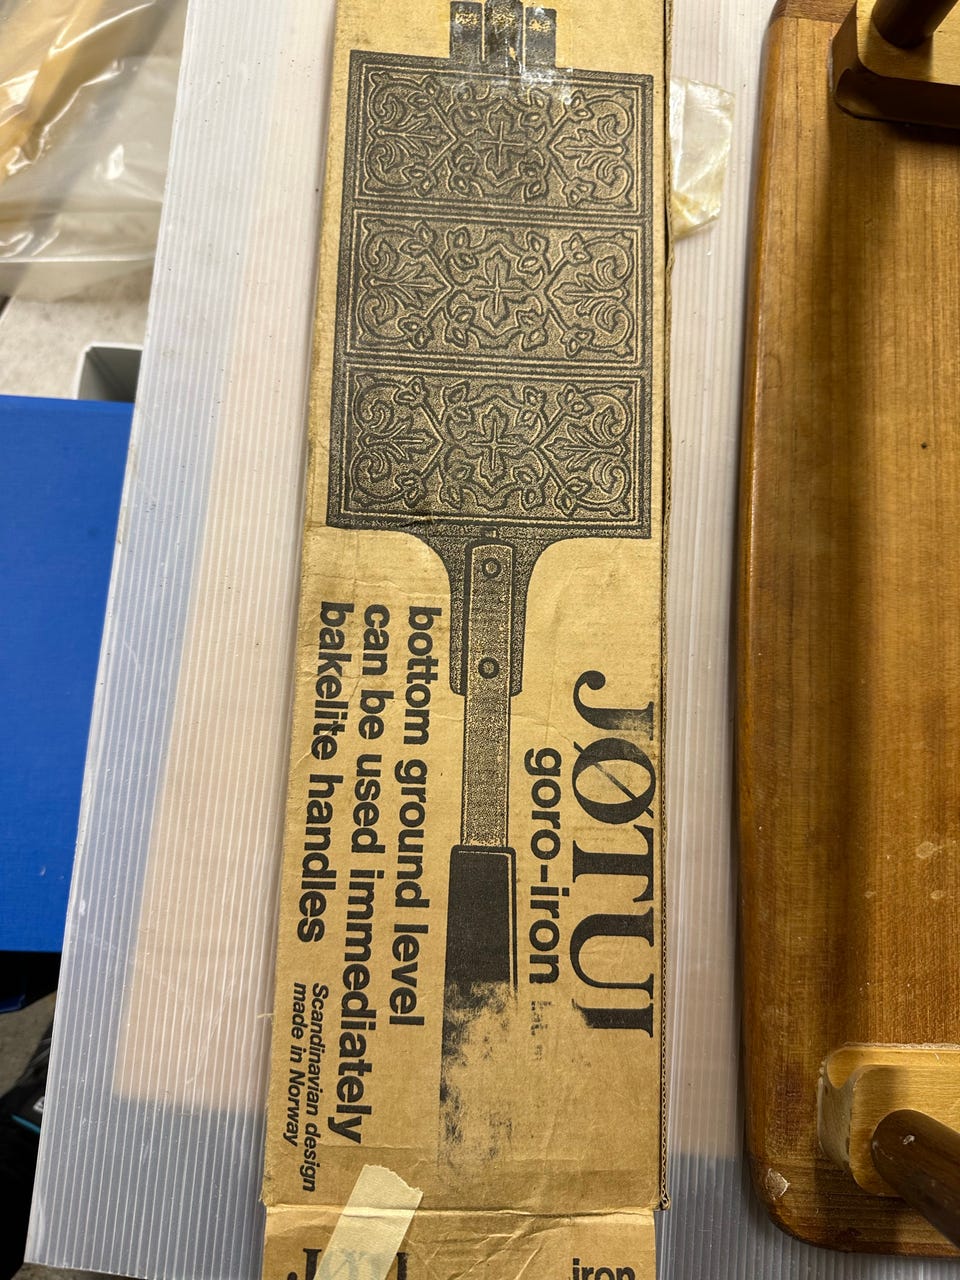 JØTUL
goro-iron
bottom ground level
can be used immediately
bakelite handles
Scandinavian design
made in Norway
iron